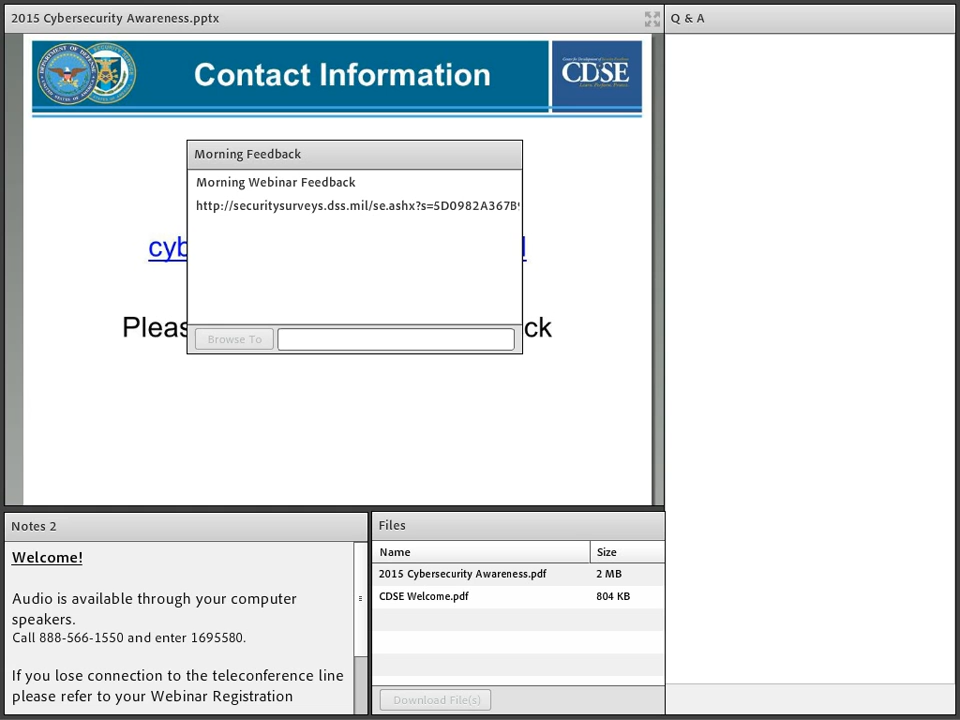 2015 Cybersecurity Awareness.pptx
Q & A
Contact Information
CDSE
Morning Feedback
Morning Webinar Feedback
http://securitysurveys.dss.mil/se.ashx?s=5D0982A367B
cyb
Pleas
ck
Browse To
Notes 2
Welcome!
Audio is available through your computer
speakers.
Call 888-566-1550 and enter 1695580.
If you lose connection to the teleconference line
please refer to your Webinar Registration
Files
Name Size
2015 Cybersecurity Awareness.pdf 2 MB
CDSE Welcome.pdf 804 KB
Download File(s)